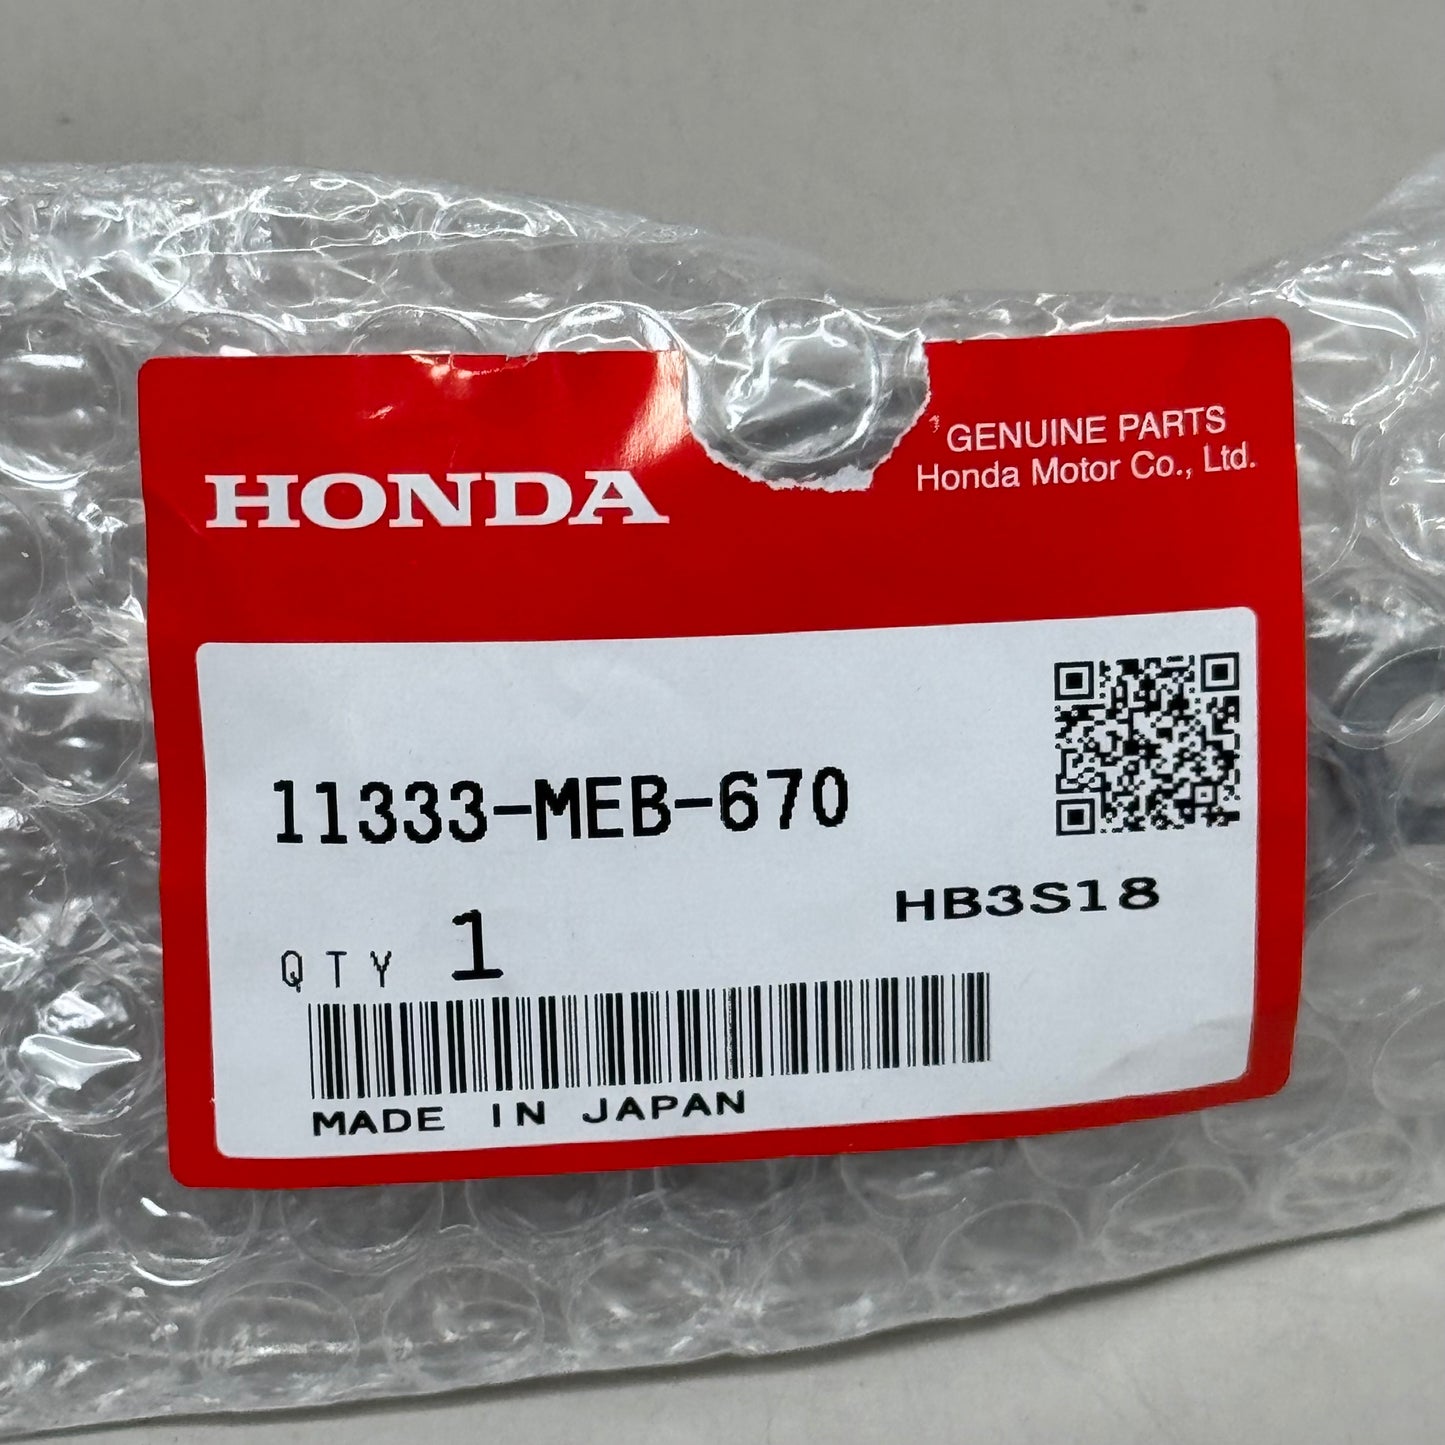 HONDA
GENUINE PARTS
Honda Motor Co., Ltd.
11333-MEB-670
HB3S18
QTY 1
MADE IN JAPAN